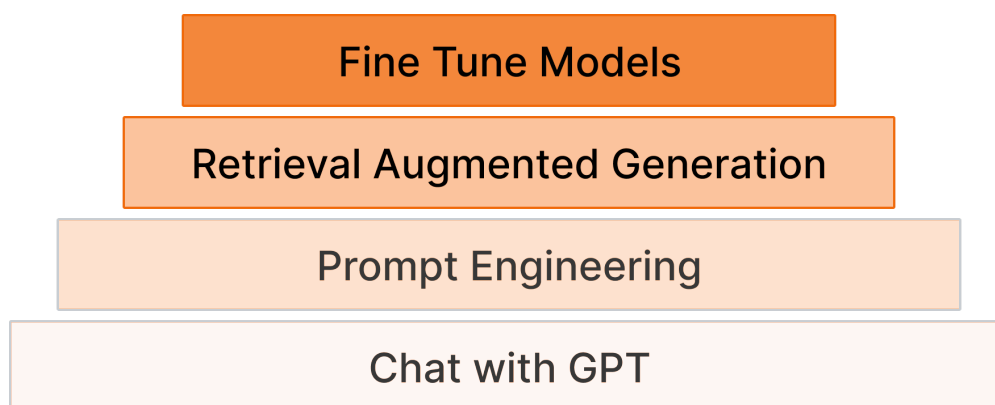 Fine Tune Models
Retrieval Augmented Generation
Prompt Engineering
Chat with GPT